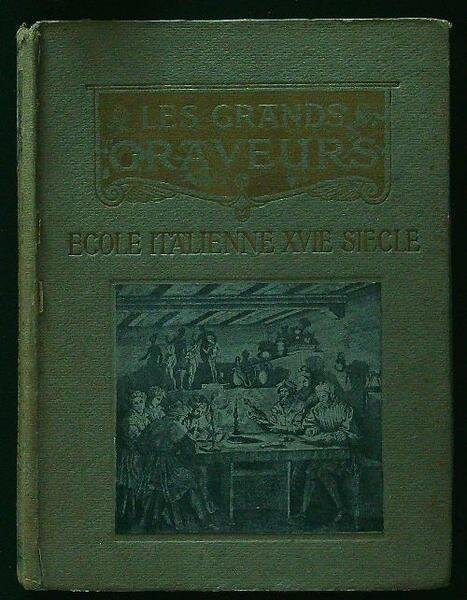 LES GRANDS
GRAVEURS
ECOLE ITALIENNE XVIE SIECLE